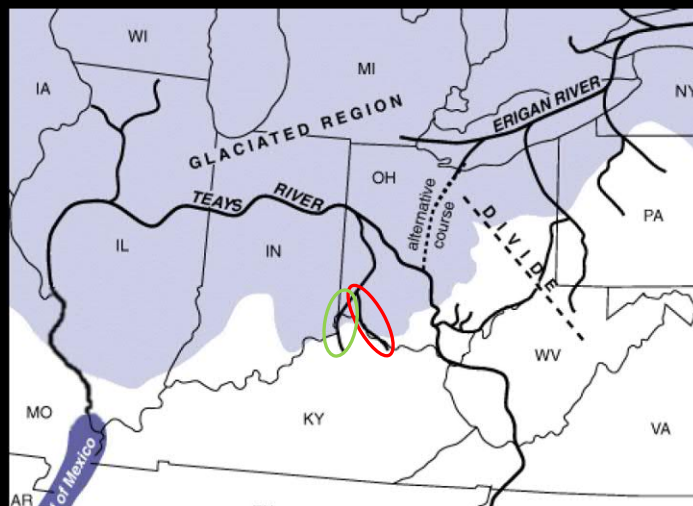 WI
MI
IA
NY
GLACIATED REGION
ERIGAN RIVER
OH
TEAYS RIVER
alternative
course
DIVIDE
PA
IL
IN
WV
MO
KY
VA
of Mexico
AR